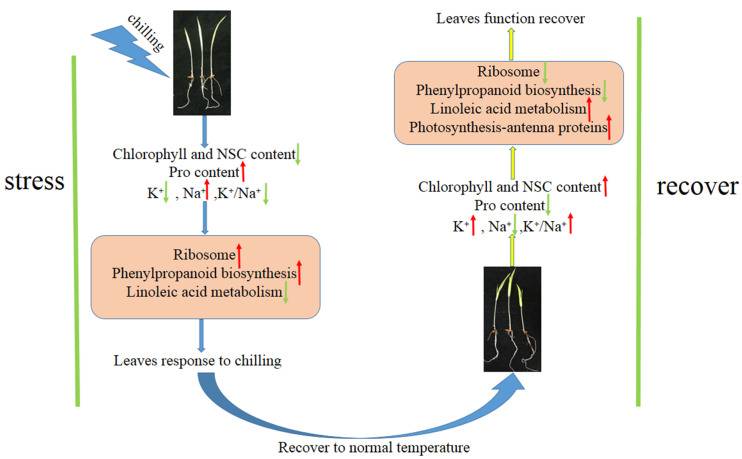 chilling
stress
Chlorophyll and NSC content
Pro content
K⁺ , Na⁺ ,K⁺/Na⁺
Ribosome
Phenylpropanoid biosynthesis
Linoleic acid metabolism
Leaves response to chilling
Recover to normal temperature
Leaves function recover
Ribosome
Phenylpropanoid biosynthesis
Linoleic acid metabolism
Photosynthesis-antenna proteins
Chlorophyll and NSC content
Pro content
K⁺ , Na⁺ ,K⁺/Na⁺
recover